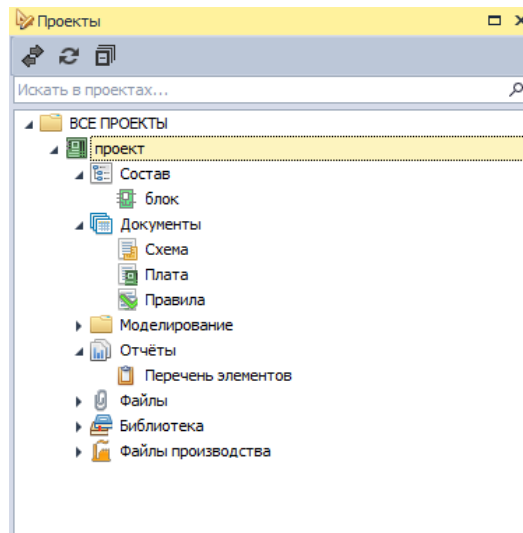 Проекты
Искать в проектах...
ВСЕ ПРОЕКТЫ
проект
Состав
блок
Документы
Схема
Плата
Правила
Моделирование
Отчёты
Перечень элементов
Файлы
Библиотека
Файлы производства